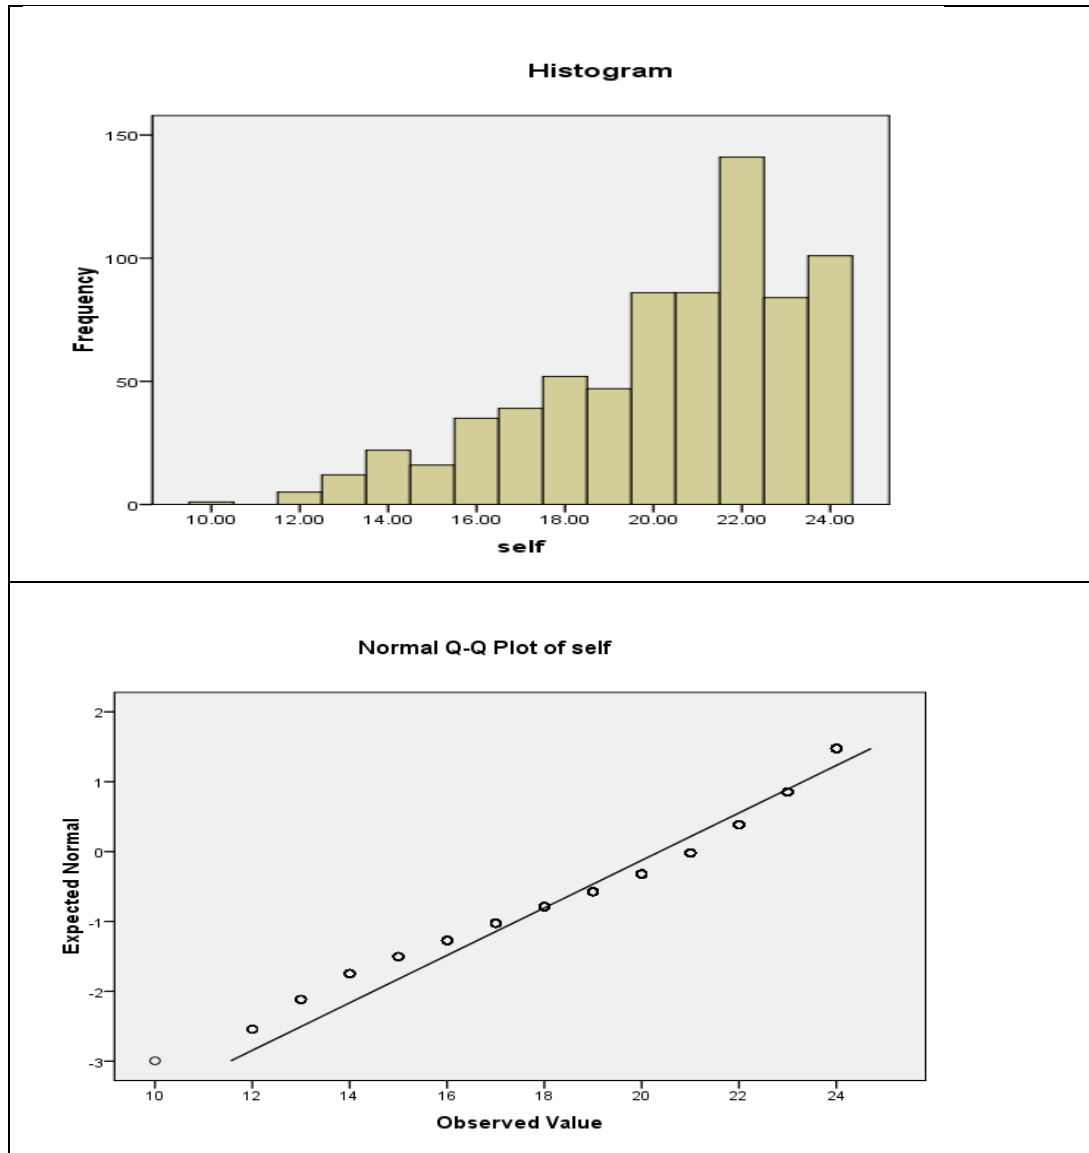 Histogram
150
100
50
0
Frequency
10.00 12.00 14.00 16.00 18.00 20.00 22.00 24.00
self
Normal Q-Q Plot of self
2
1
0
-1
-2
-3
Expected Normal
10 12 14 16 18 20 22 24
Observed Value